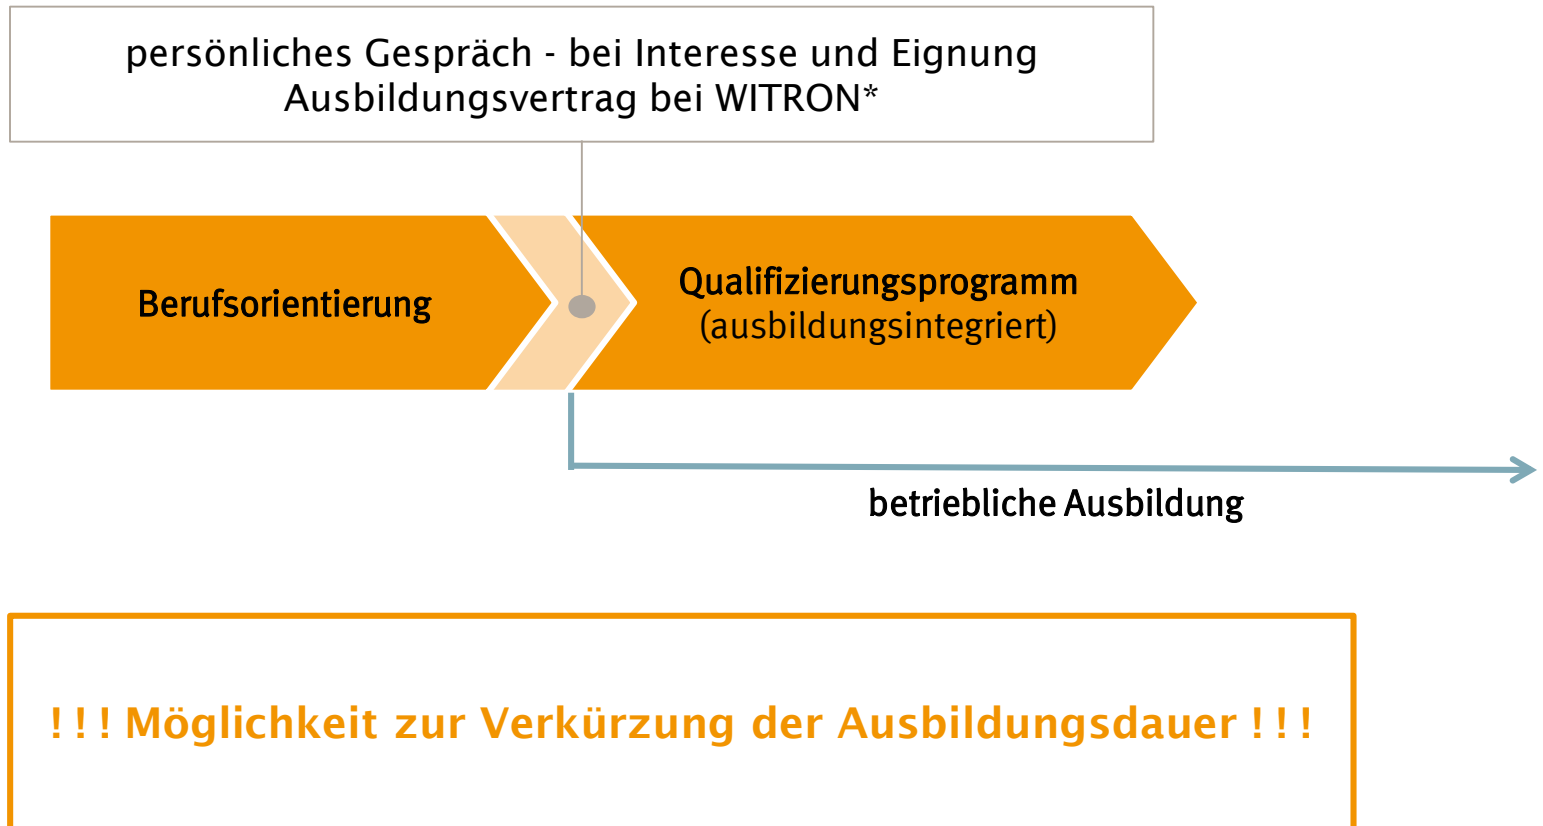 persönliches Gespräch - bei Interesse und Eignung
Ausbildungsvertrag bei WITRON*
Berufsorientierung
Qualifizierungsprogramm
(ausbildungsintegriert)
betriebliche Ausbildung
! ! ! Möglichkeit zur Verkürzung der Ausbildungsdauer ! ! !